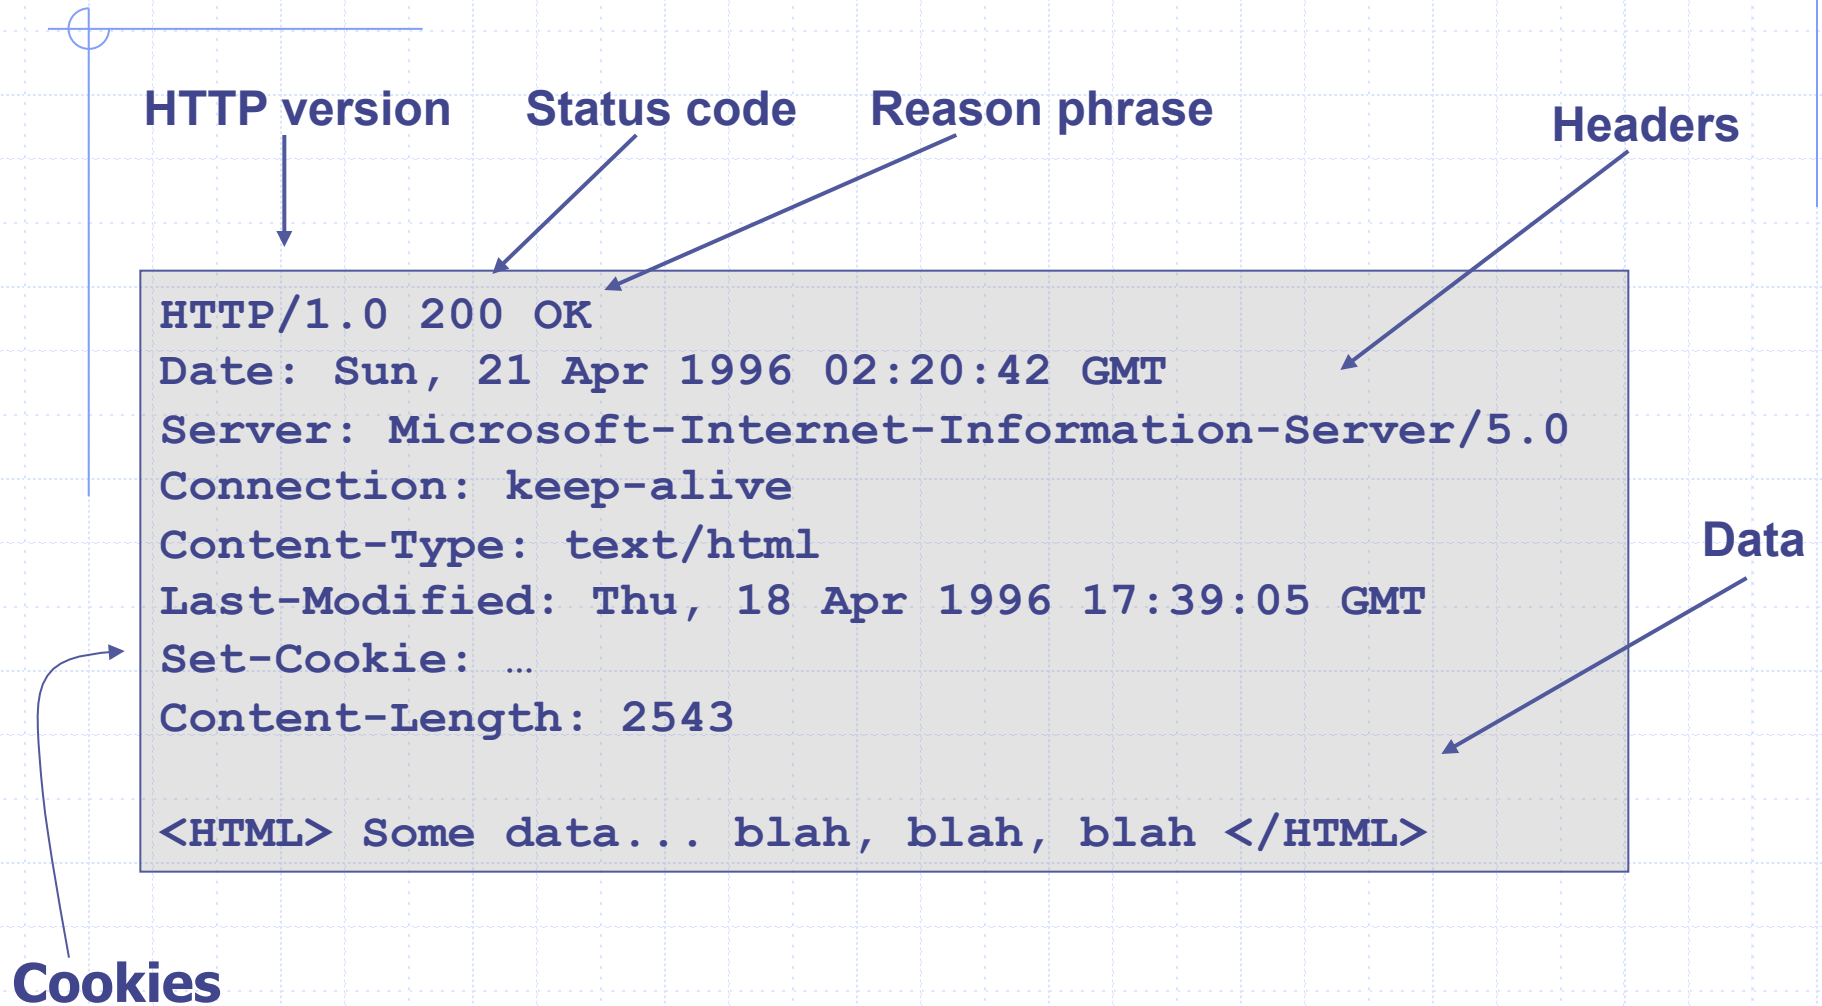 HTTP version Status code Reason phrase Headers
HTTP/1.0 200 OK
Date: Sun, 21 Apr 1996 02:20:42 GMT
Server: Microsoft-Internet-Information-Server/5.0
Connection: keep-alive
Content-Type: text/html
Data
Last-Modified: Thu, 18 Apr 1996 17:39:05 GMT
Set-Cookie: …
Content-Length: 2543
<HTML> Some data... blah, blah, blah </HTML>
Cookies